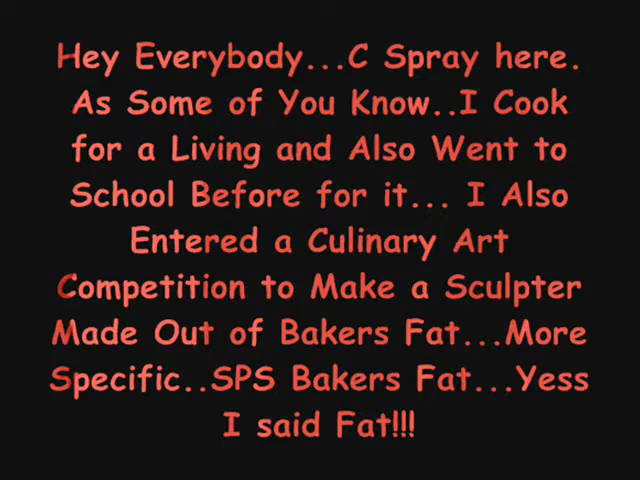 Hey Everybody...C Spray here.
As Some of You Know..I Cook
for a Living and Also Went to
School Before for it... I Also
Entered a Culinary Art
Competition to Make a Sculpter
Made Out of Bakers Fat...More
Specific..SPS Bakers Fat...Yess
I said Fat!!!